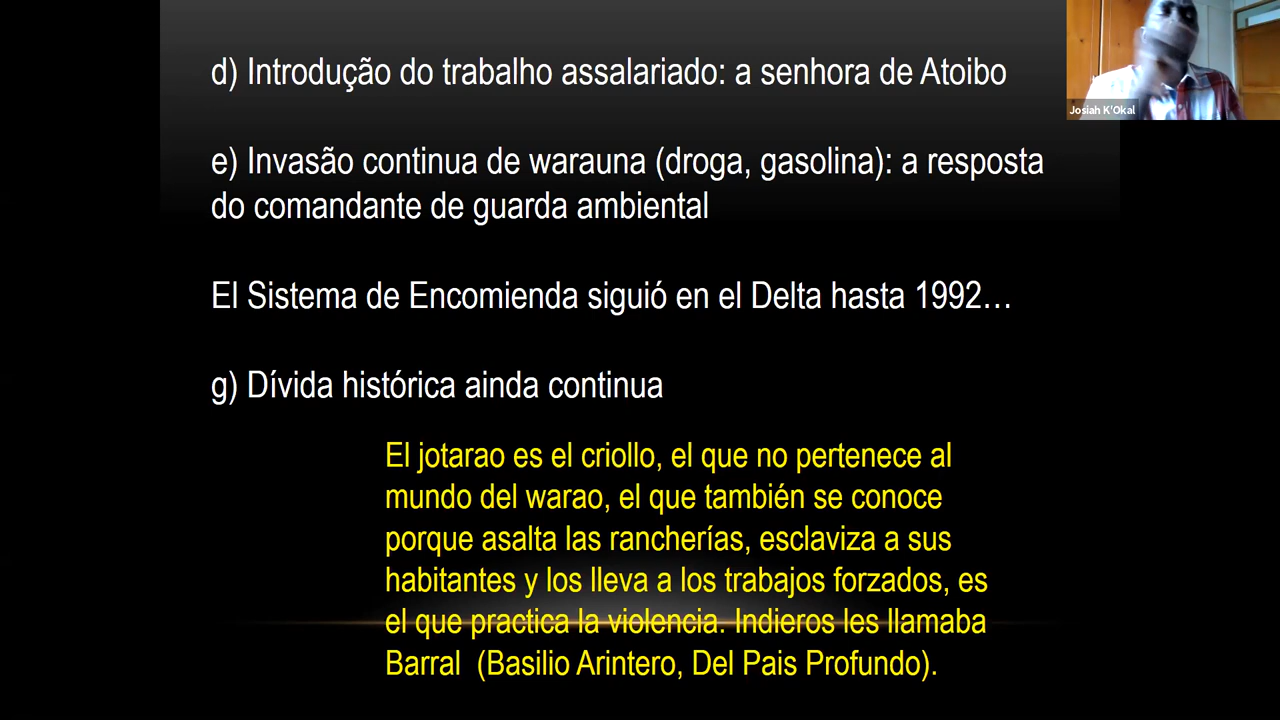 d) Introdução do trabalho assalariado: a senhora de Atoibo
Josiah K'Okal
e) Invasão continua de warauna (droga, gasolina): a resposta
do comandante de guarda ambiental
El Sistema de Encomienda siguió en el Delta hasta 1992…
g) Dívida histórica ainda continua
El jotarao es el criollo, el que no pertenece al
mundo del warao, el que también se conoce
porque asalta las rancherías, esclaviza a sus
habitantes y los lleva a los trabajos forzados, es
el que practica la violencia. Indieros les llamaba
Barral (Basilio Arintero, Del Pais Profundo).